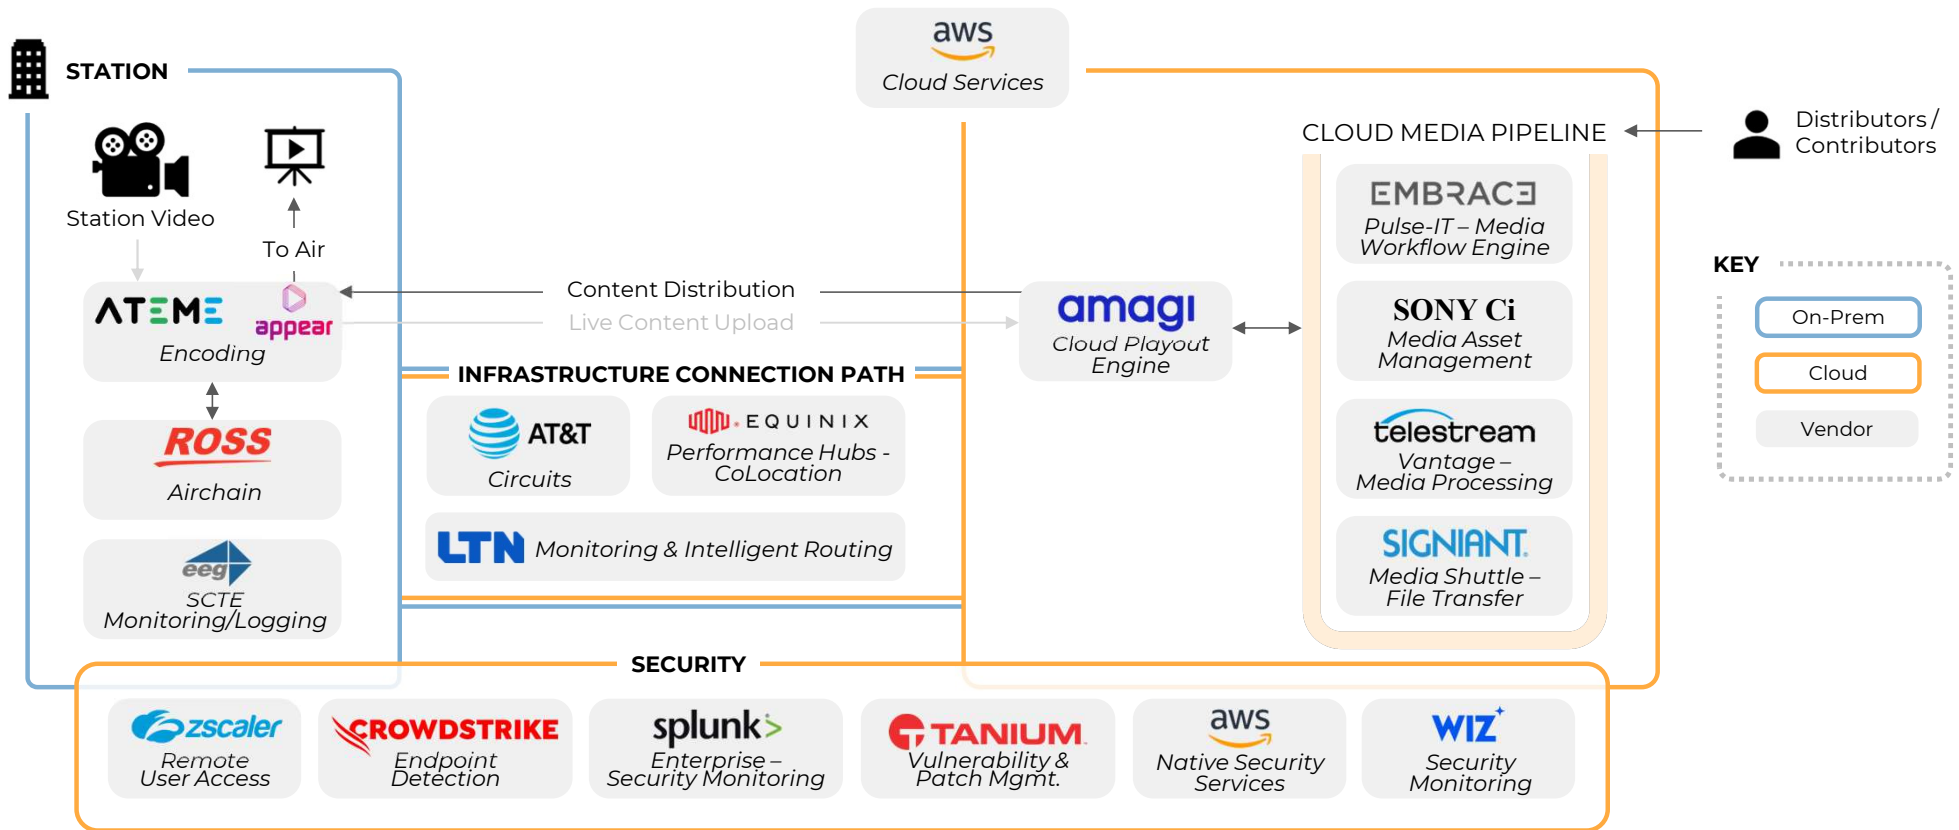 STATION
Station Video
To Air
ATEME
appear
Encoding
ROSS
Airchain
eeg
SCTE
Monitoring/Logging
Content Distribution
Live Content Upload
INFRASTRUCTURE CONNECTION PATH
AT&T
Circuits
EQUINIX
Performance Hubs -
CoLocation
LTN Monitoring & Intelligent Routing
aws
Cloud Services
amagi
Cloud Playout
Engine
CLOUD MEDIA PIPELINE
EMBRACE
Pulse-IT – Media
Workflow Engine
SONY Ci
Media Asset
Management
telestream
Vantage –
Media Processing
SIGNIANT.
Media Shuttle –
File Transfer
Distributors /
Contributors
KEY
On-Prem
Cloud
Vendor
SECURITY
zscaler
Remote
User Access
CROWDSTRIKE
Endpoint
Detection
splunk>
Enterprise –
Security Monitoring
TANIUM
Vulnerability &
Patch Mgmt.
aws
Native Security
Services
WIZ
Security
Monitoring